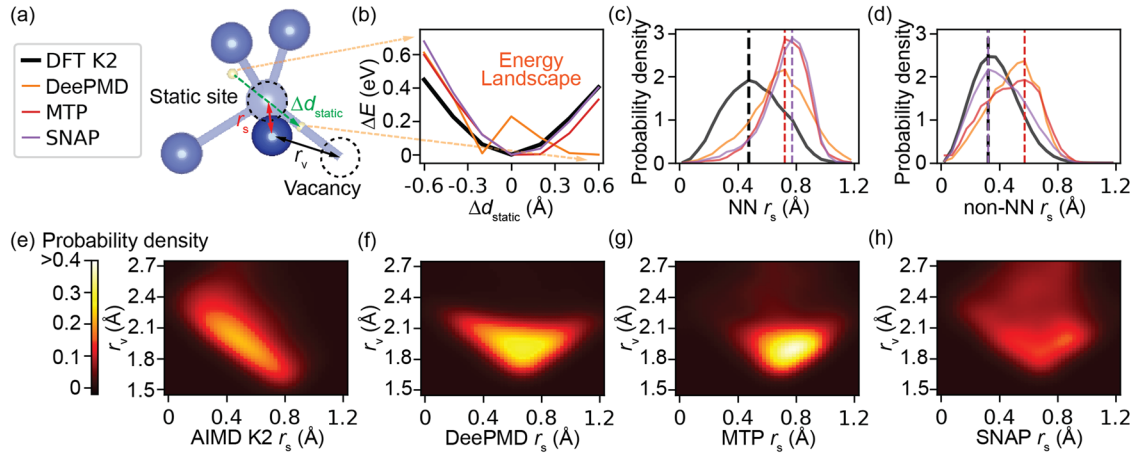 (a)
DFT K2
DeePMD
MTP
SNAP
Static site
Δd_static
r_s
r_v
Vacancy
(b)
Energy
Landscape
ΔE (eV)
0.6
0.4
0.2
0
-0.6
-0.3
0
0.3
0.6
Δd_static (Å)
(c)
Probability density
3
2
1
0
0
0.4
0.8
1.2
NN r_s (Å)
(d)
Probability density
3
2
1
0
0
0.4
0.8
1.2
non-NN r_s (Å)
(e)
Probability density
>0.4
0.3
0.2
0.1
0
r_v (Å)
2.7
2.4
2.1
1.8
1.5
0
0.4
0.8
1.2
AIMD K2 r_s (Å)
(f)
r_v (Å)
2.7
2.4
2.1
1.8
1.5
0
0.4
0.8
1.2
DeePMD r_s (Å)
(g)
r_v (Å)
2.7
2.4
2.1
1.8
1.5
0
0.4
0.8
1.2
MTP r_s (Å)
(h)
r_v (Å)
2.7
2.4
2.1
1.8
1.5
0
0.4
0.8
1.2
SNAP r_s (Å)